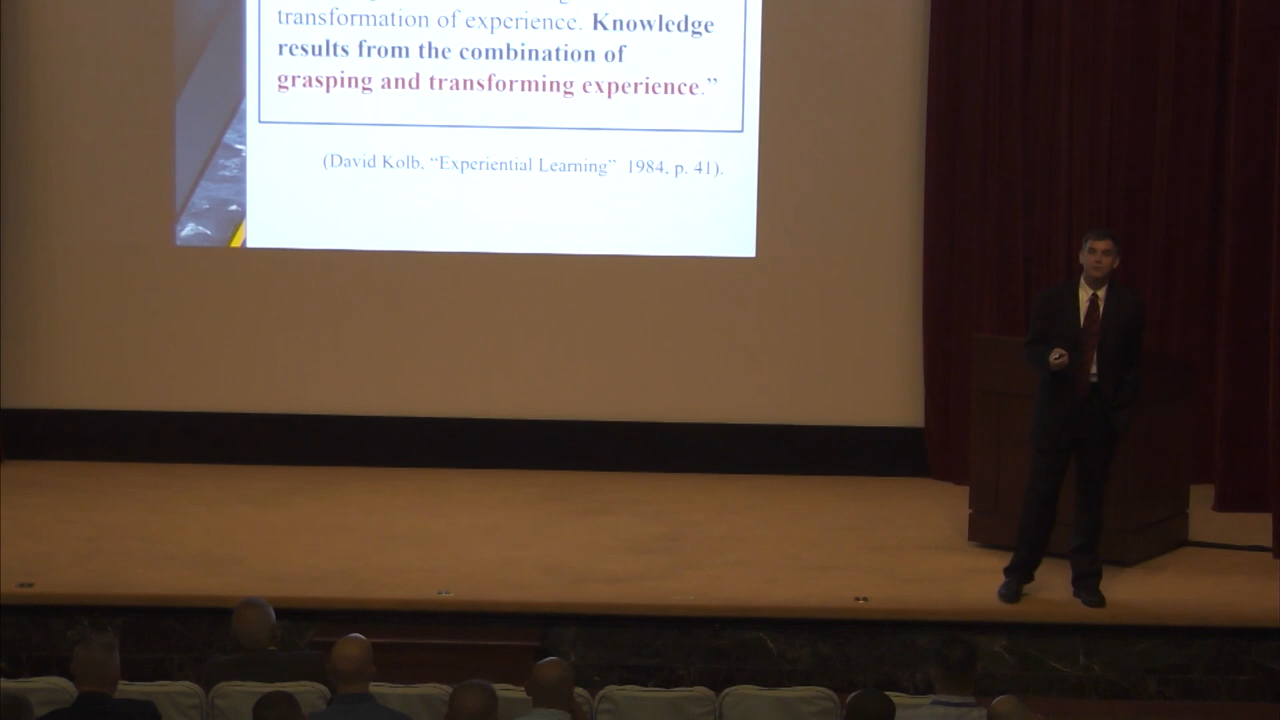 transformation of experience. Knowledge
results from the combination of
grasping and transforming experience.”
(David Kolb, “Experiential Learning” 1984, p. 41).